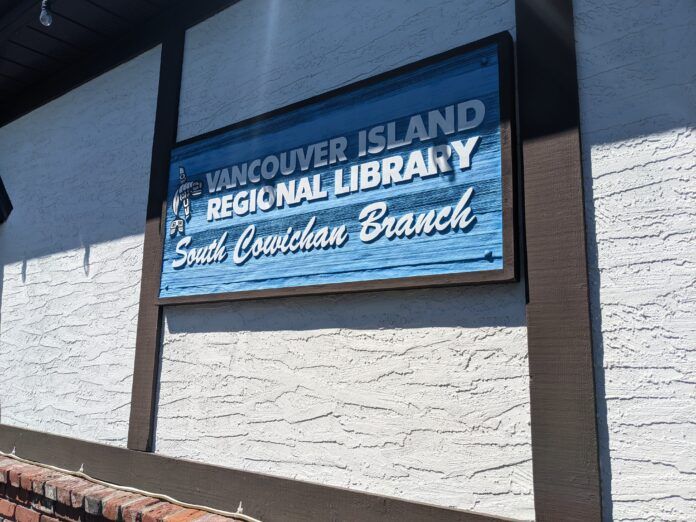 VANCOUVER ISLAND
REGIONAL LIBRARY
South Cowichan Branch